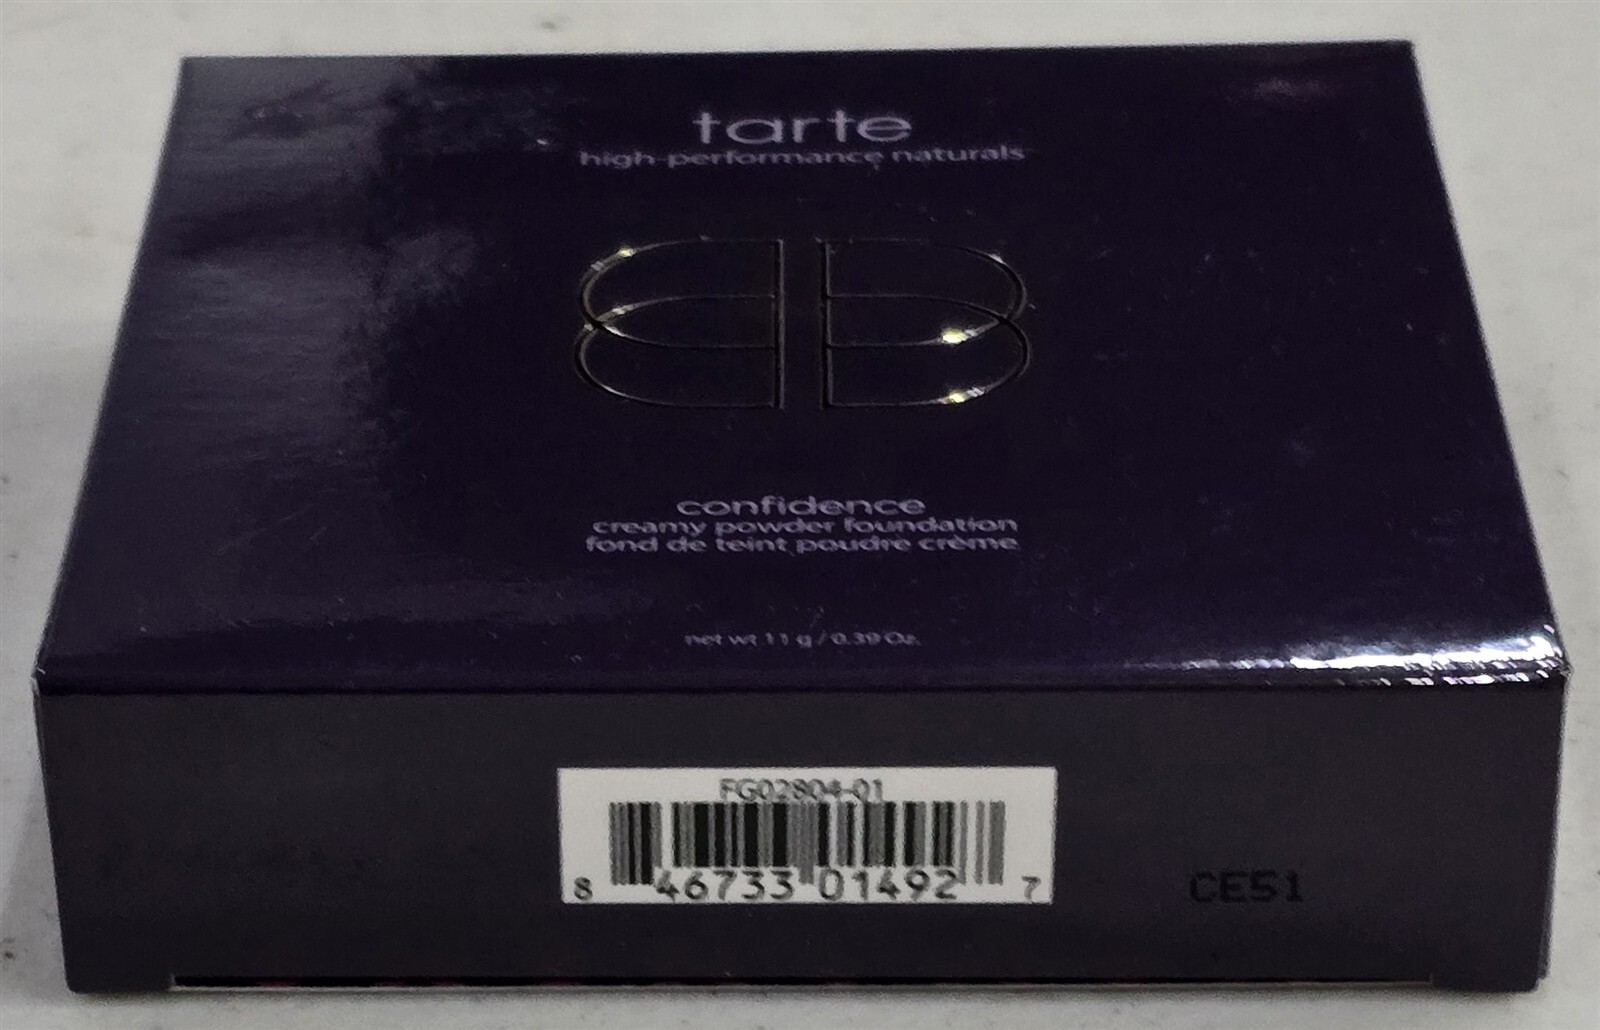 tarte
high-performance naturals
confidence
creamy powder foundation
fond de teint poudre crème
net wt 11 g / 0.39 Oz.
FG02804-01
8 46733 01492 7
CE51